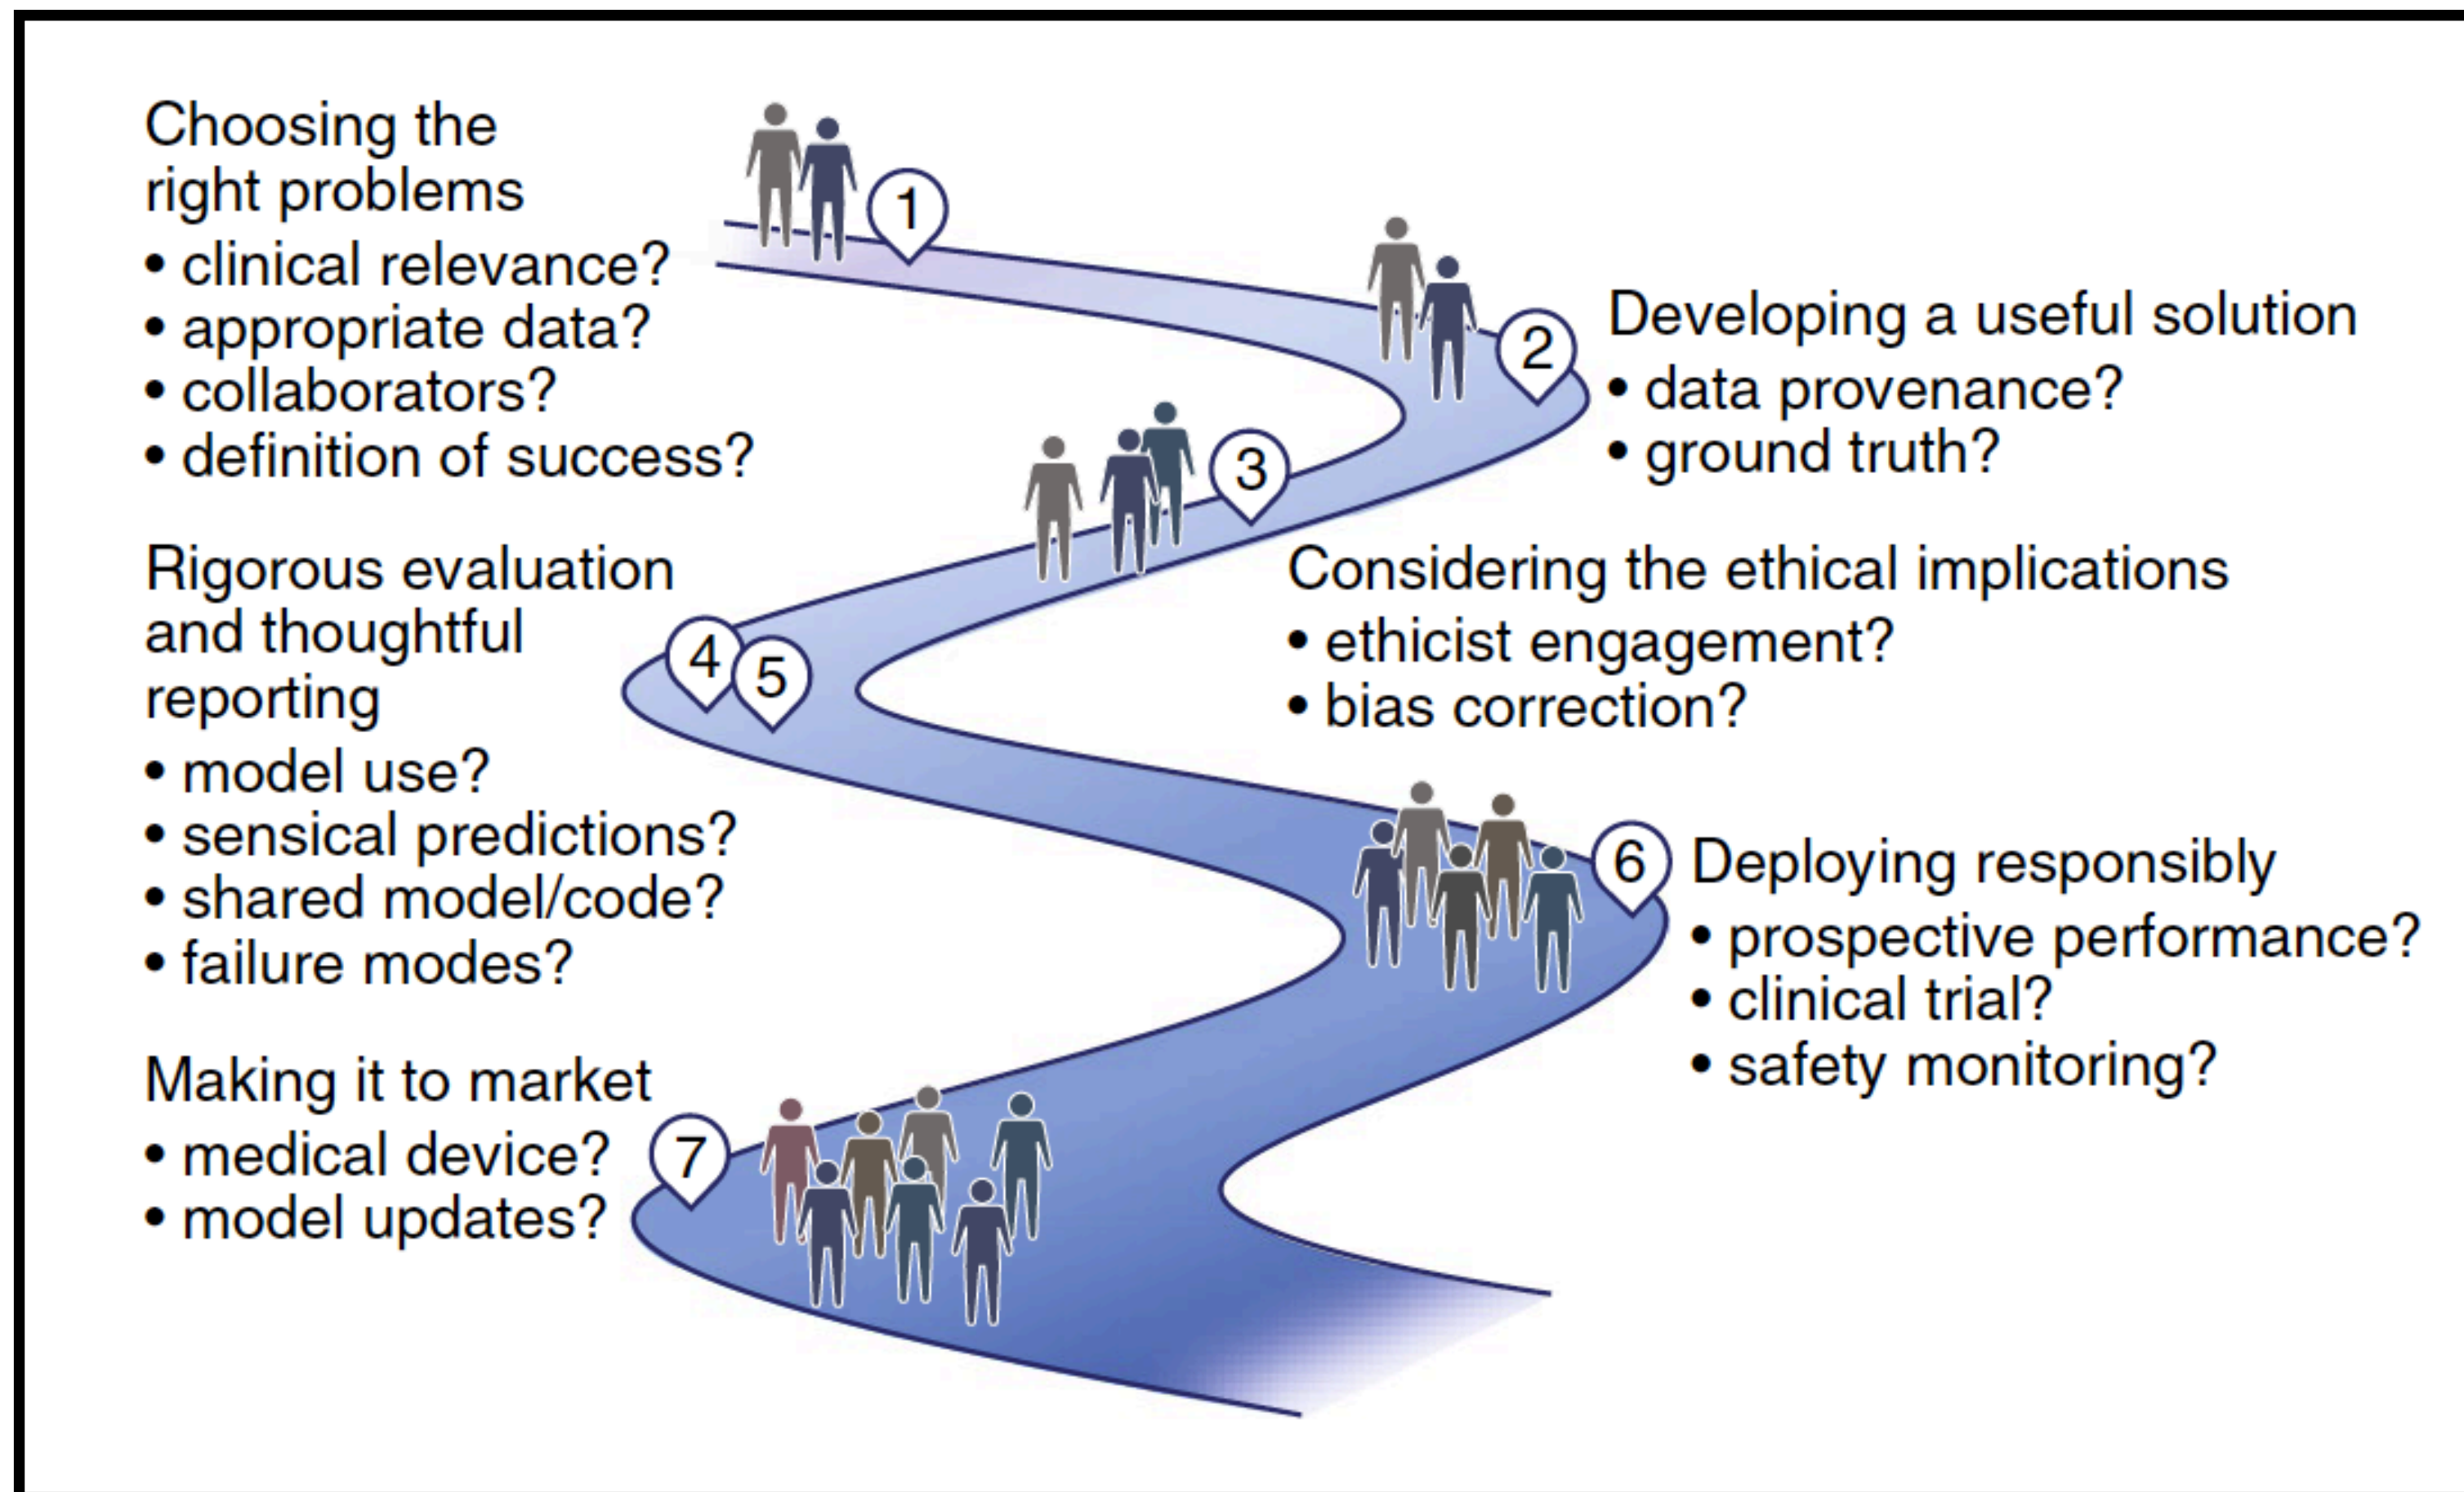 Choosing the
right problems
• clinical relevance?
• appropriate data?
• collaborators?
• definition of success?
1
2
Developing a useful solution
• data provenance?
• ground truth?
3
Considering the ethical implications
• ethicist engagement?
• bias correction?
Rigorous evaluation
and thoughtful
reporting
• model use?
• sensical predictions?
• shared model/code?
• failure modes?
4
5
6
Deploying responsibly
• prospective performance?
• clinical trial?
• safety monitoring?
Making it to market
• medical device?
• model updates?
7